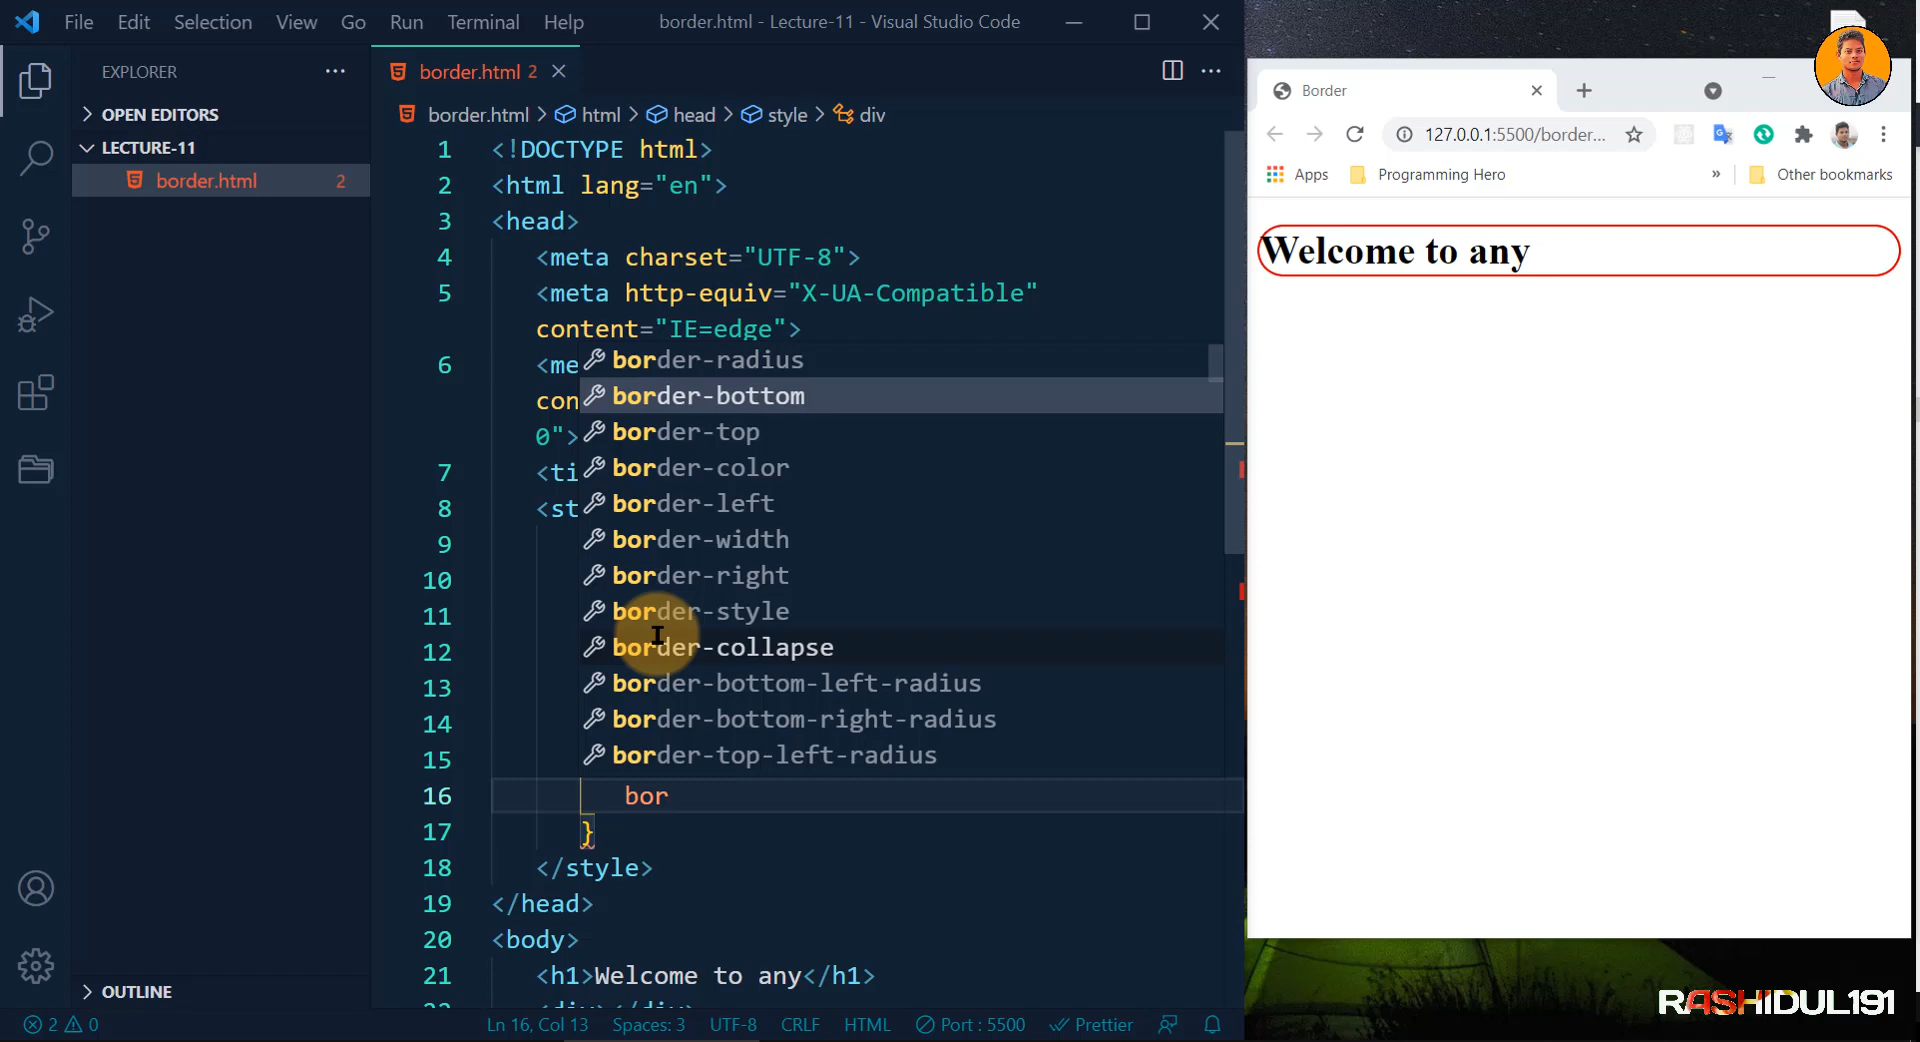 File Edit Selection View Go Run Terminal Help
border.html - Lecture-11 - Visual Studio Code
EXPLORER
OPEN EDITORS
LECTURE-11
border.html 2
OUTLINE
border.html 2
border.html > html > head > style > div
1 <!DOCTYPE html>
2 <html lang="en">
3 <head>
4 <meta charset="UTF-8">
5 <meta http-equiv="X-UA-Compatible"
content="IE=edge">
6 <me
con
0">
7 <ti
8 <st
9
10
11
12
13
14
15
border-radius
border-bottom
border-top
border-color
border-left
border-width
border-right
border-style
border-collapse
border-bottom-left-radius
border-bottom-right-radius
border-top-left-radius
16 bor
17 }
18 </style>
19 </head>
20 <body>
21 <h1>Welcome to any</h1>
22 <div></div>
2 0
Ln 16, Col 13 Spaces: 3 UTF-8 CRLF HTML Port : 5500 Prettier
Border
127.0.0.1:5500/border...
Apps Programming Hero » Other bookmarks
Welcome to any
RASHIDUL191